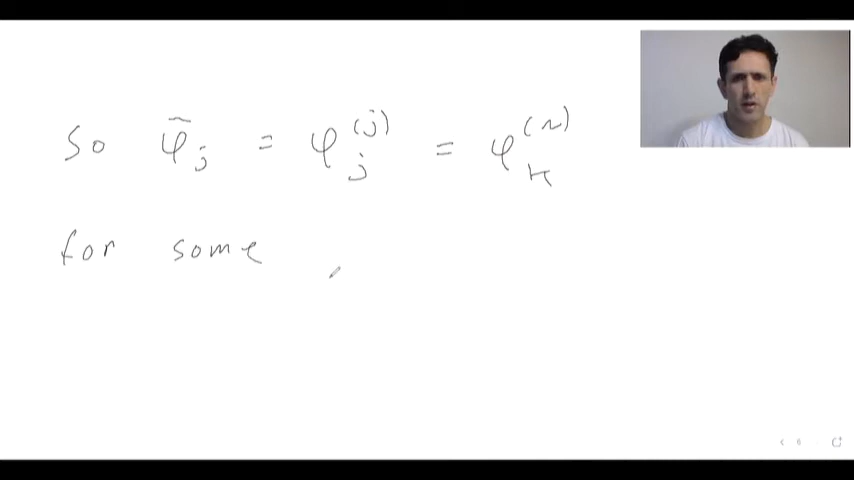 So φ̃_j = φ_j^(j) = φ_k^(n)
for some